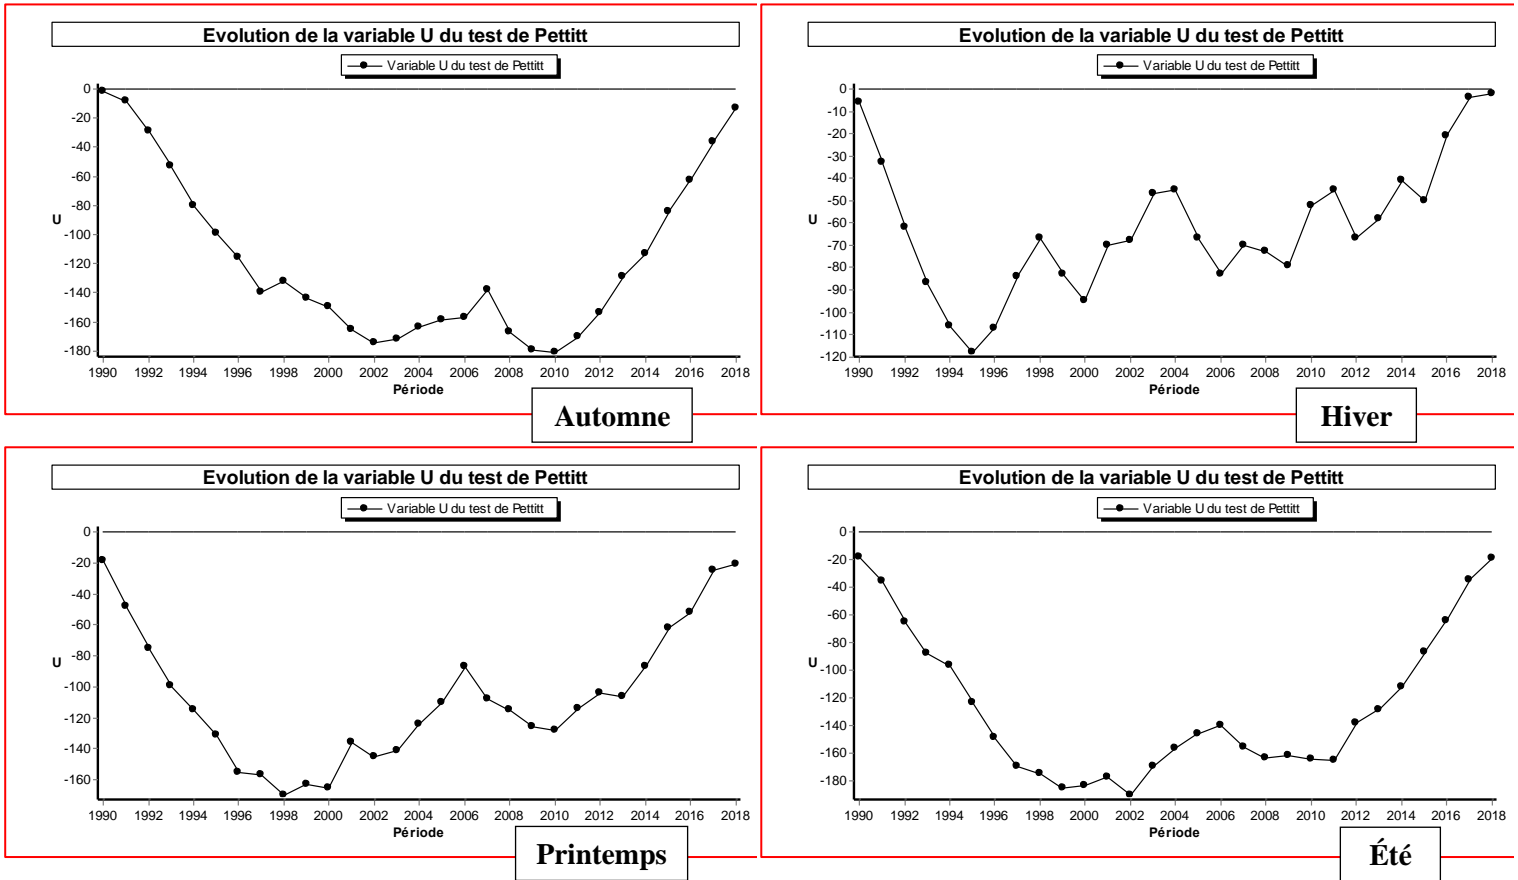 Evolution de la variable U du test de Pettitt
Variable U du test de Pettitt
0
-20
-40
-60
-80
-100
-120
-140
-160
-180
U
1990 1992 1994 1996 1998 2000 2002 2004 2006 2008 2010 2012 2014 2016 2018
Période
Automne
Evolution de la variable U du test de Pettitt
Variable U du test de Pettitt
0
-10
-20
-30
-40
-50
-60
-70
-80
-90
-100
-110
-120
U
1990 1992 1994 1996 1998 2000 2002 2004 2006 2008 2010 2012 2014 2016 2018
Période
Hiver
Evolution de la variable U du test de Pettitt
Variable U du test de Pettitt
0
-20
-40
-60
-80
-100
-120
-140
-160
U
1990 1992 1994 1996 1998 2000 2002 2004 2006 2008 2010 2012 2014 2016 2018
Période
Printemps
Evolution de la variable U du test de Pettitt
Variable U du test de Pettitt
0
-20
-40
-60
-80
-100
-120
-140
-160
-180
U
1990 1992 1994 1996 1998 2000 2002 2004 2006 2008 2010 2012 2014 2016 2018
Période
Été